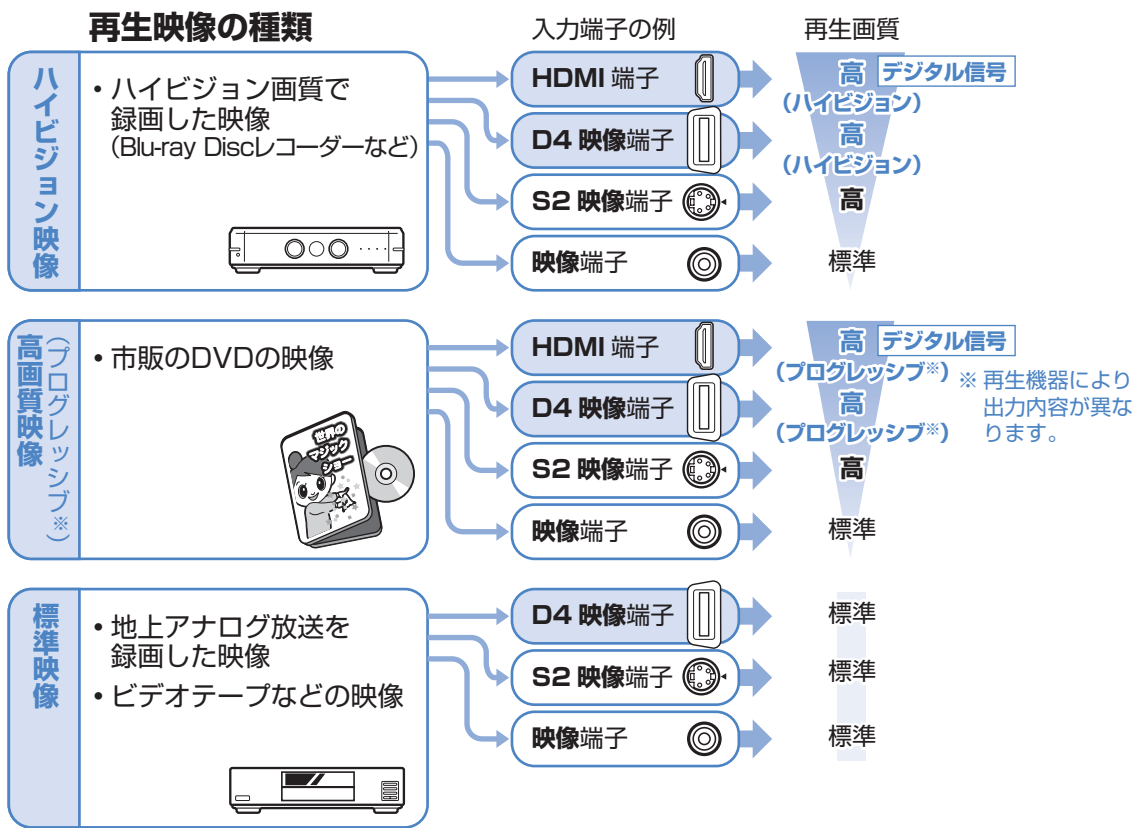 再生映像の種類
入力端子の例
再生画質
ハイビジョン映像
・ハイビジョン画質で
録画した映像
（Blu-ray Discレコーダーなど）
HDMI 端子
高 デジタル信号
（ハイビジョン）
D4 映像端子
高
（ハイビジョン）
S2 映像端子
高
映像端子
標準
高画質映像
（プログレッシブ※）
・市販のDVDの映像
世界の
マジック
ショー
HDMI 端子
高 デジタル信号
（プログレッシブ※）
D4 映像端子
高
（プログレッシブ※）
※ 再生機器により
出力内容が異な
ります。
S2 映像端子
高
映像端子
標準
標準映像
・地上アナログ放送を
録画した映像
・ビデオテープなどの映像
D4 映像端子
標準
S2 映像端子
標準
映像端子
標準